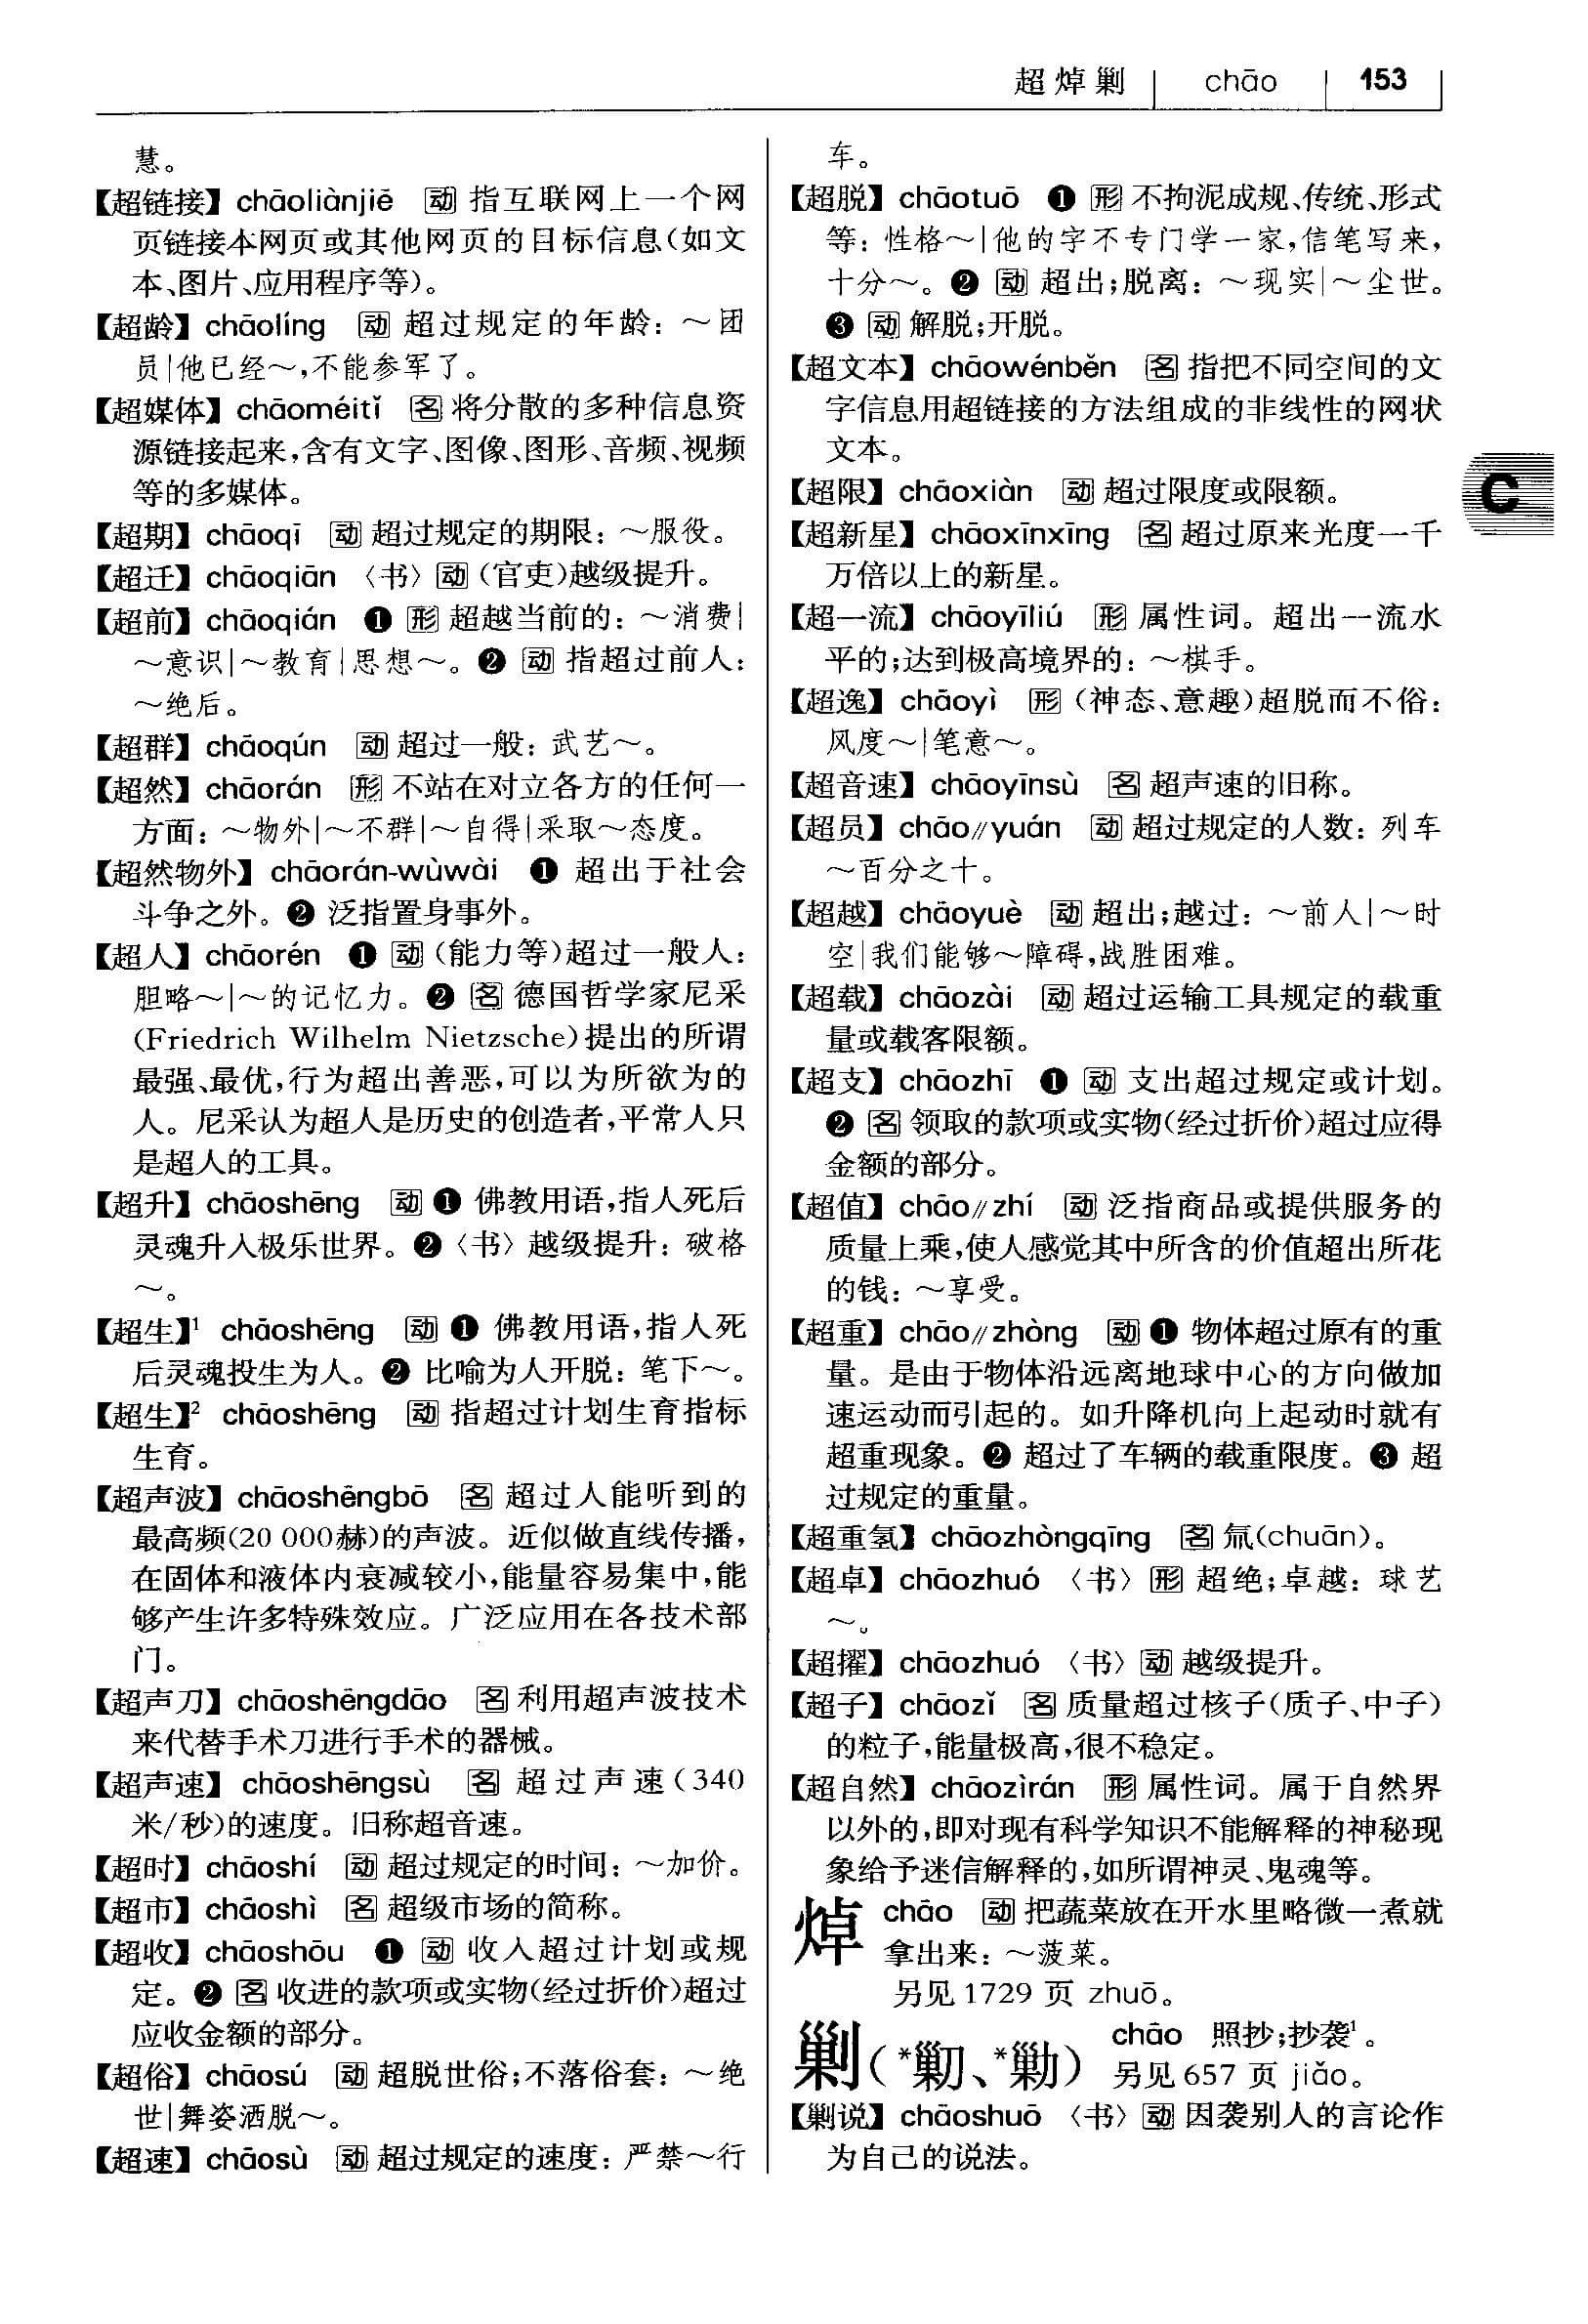 超焯剿 chāo 153
慧。
【超链接】chāoliànjiē 动 指互联网上一个网
页链接本网页或其他网页的目标信息(如文
本、图片、应用程序等)。
【超龄】chāolíng 动 超过规定的年龄:～团
员|他已经～,不能参军了。
【超媒体】chāoméitǐ 名 将分散的多种信息资
源链接起来,含有文字、图像、图形、音频、视频
等的多媒体。
【超期】chāoqī 动 超过规定的期限:～服役。
【超迁】chāoqiān 〈书〉动(官吏)越级提升。
【超前】chāoqián ❶ 形 超越当前的:～消费|
～意识|～教育|思想～。❷ 动 指超过前人:
～绝后。
【超群】chāoqún 动 超过一般:武艺～。
【超然】chāorán 形 不站在对立各方的任何一
方面:～物外|～不群|～自得|采取～态度。
【超然物外】chāorán-wùwài ❶ 超出于社会
斗争之外。❷ 泛指置身事外。
【超人】chāorén ❶ 动(能力等)超过一般人:
胆略～|～的记忆力。❷ 名 德国哲学家尼采
(Friedrich Wilhelm Nietzsche)提出的所谓
最强、最优,行为超出善恶,可以为所欲为的
人。尼采认为超人是历史的创造者,平常人只
是超人的工具。
【超升】chāoshēng 动 ❶ 佛教用语,指人死后
灵魂升入极乐世界。❷〈书〉越级提升:破格
～。
【超生】¹ chāoshēng 动 ❶ 佛教用语,指人死
后灵魂投生为人。❷ 比喻为人开脱:笔下～。
【超生】² chāoshēng 动 指超过计划生育指标
生育。
【超声波】chāoshēngbō 名 超过人能听到的
最高频(20 000赫)的声波。近似做直线传播,
在固体和液体内衰减较小,能量容易集中,能
够产生许多特殊效应。广泛应用在各技术部
门。
【超声刀】chāoshēngdāo 名 利用超声波技术
来代替手术刀进行手术的器械。
【超声速】chāoshēngsù 名 超过声速(340
米/秒)的速度。旧称超音速。
【超时】chāoshí 动 超过规定的时间:～加价。
【超市】chāoshì 名 超级市场的简称。
【超收】chāoshōu ❶ 动 收入超过计划或规
定。❷ 名 收进的款项或实物(经过折价)超过
应收金额的部分。
【超俗】chāosú 动 超脱世俗;不落俗套:～绝
世|舞姿洒脱～。
【超速】chāosù 动 超过规定的速度:严禁～行
车。
【超脱】chāotuō ❶ 形 不拘泥成规、传统、形式
等:性格～|他的字不专门学一家,信笔写来,
十分～。❷ 动 超出;脱离:～现实|～尘世。
❸ 动 解脱;开脱。
【超文本】chāowénběn 名 指把不同空间的文
字信息用超链接的方法组成的非线性的网状
文本。
【超限】chāoxiàn 动 超过限度或限额。
【超新星】chāoxīnxīng 名 超过原来光度一千
万倍以上的新星。
【超一流】chāoyīliú 形 属性词。超出一流水
平的;达到极高境界的:～棋手。
【超逸】chāoyì 形(神态、意趣)超脱而不俗:
风度～|笔意～。
【超音速】chāoyīnsù 名 超声速的旧称。
【超员】chāo//yuán 动 超过规定的人数:列车
～百分之十。
【超越】chāoyuè 动 超出;越过:～前人|～时
空|我们能够～障碍,战胜困难。
【超载】chāozài 动 超过运输工具规定的载重
量或载客限额。
【超支】chāozhī ❶ 动 支出超过规定或计划。
❷ 名 领取的款项或实物(经过折价)超过应得
金额的部分。
【超值】chāo//zhí 动 泛指商品或提供服务的
质量上乘,使人感觉其中所含的价值超出所花
的钱:～享受。
【超重】chāo//zhòng 动 ❶ 物体超过原有的重
量。是由于物体沿远离地球中心的方向做加
速运动而引起的。如升降机向上起动时就有
超重现象。❷ 超过了车辆的载重限度。❸ 超
过规定的重量。
【超重氢】chāozhòngqīng 名 氚(chuān)。
【超卓】chāozhuó 〈书〉形 超绝;卓越:球艺
～。
【超擢】chāozhuó 〈书〉动 越级提升。
【超子】chāozǐ 名 质量超过核子(质子、中子)
的粒子,能量极高,很不稳定。
【超自然】chāozìrán 形 属性词。属于自然界
以外的,即对现有科学知识不能解释的神秘现
象给予迷信解释的,如所谓神灵、鬼魂等。
焯 chāo 动 把蔬菜放在开水里略微一煮就
拿出来:～菠菜。
另见1729 页 zhuō。
剿(*剿、*勦) chāo 照抄;抄袭¹。
另见657 页 jiǎo。
【剿说】chāoshuō 〈书〉动 因袭别人的言论作
为自己的说法。
C